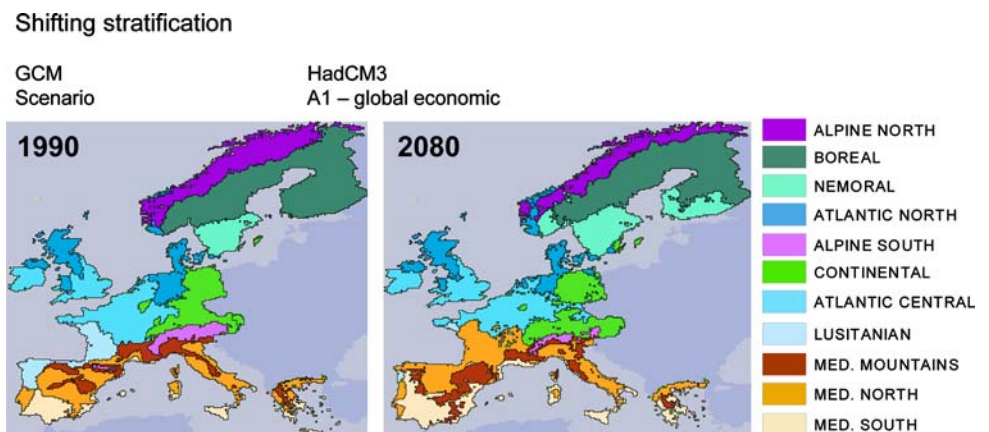 Shifting stratification
GCM HadCM3
Scenario A1 – global economic
1990
2080
ALPINE NORTH
BOREAL
NEMORAL
ATLANTIC NORTH
ALPINE SOUTH
CONTINENTAL
ATLANTIC CENTRAL
LUSITANIAN
MED. MOUNTAINS
MED. NORTH
MED. SOUTH